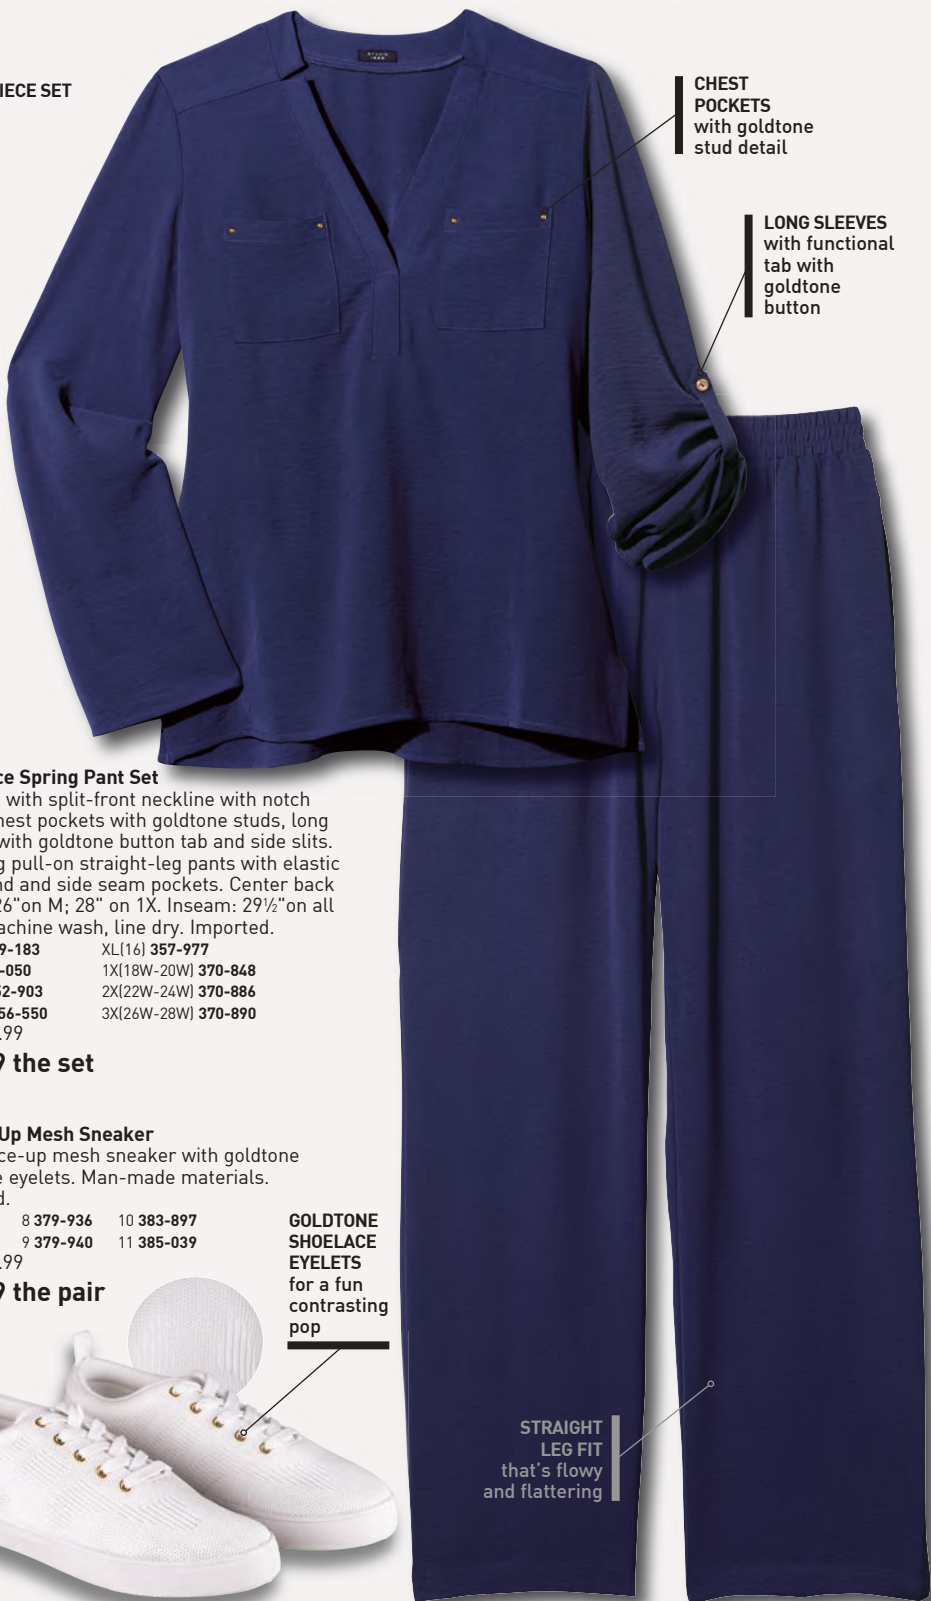 IECE SET
CHEST
POCKETS
with goldtone
stud detail
LONG SLEEVES
with functional
tab with
goldtone
button
ce Spring Pant Set
with split-front neckline with notch
hest pockets with goldtone studs, long
with goldtone button tab and side slits.
g pull-on straight-leg pants with elastic
nd and side seam pockets. Center back
26"on M; 28" on 1X. Inseam: 29½"on all
achine wash, line dry. Imported.
9-183 XL(16) 357-977
-050 1X(18W-20W) 370-848
52-903 2X(22W-24W) 370-886
56-550 3X(26W-28W) 370-890
.99
9 the set
Up Mesh Sneaker
ce-up mesh sneaker with goldtone
e eyelets. Man-made materials.
d.
8 379-936 10 383-897
9 379-940 11 385-039
.99
9 the pair
GOLDTONE
SHOELACE
EYELETS
for a fun
contrasting
pop
STRAIGHT
LEG FIT
that's flowy
and flattering